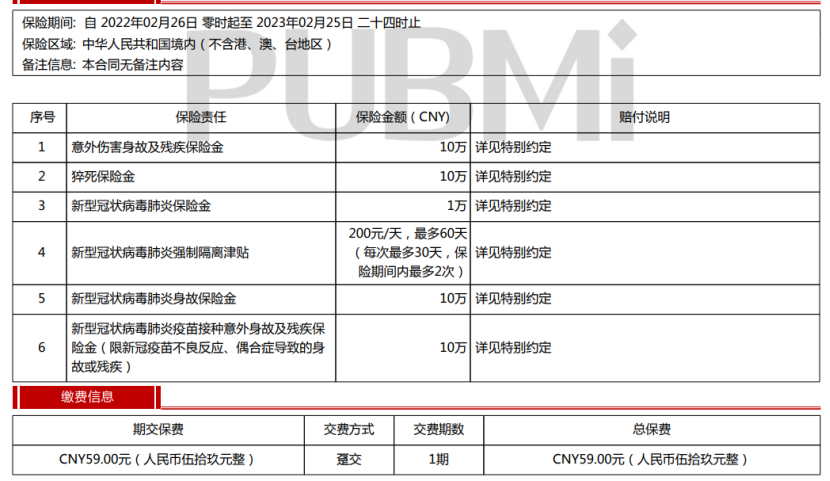 保险期间: 自 2022年02月26日 零时起至 2023年02月25日 二十四时止
保险区域: 中华人民共和国境内（不含港、澳、台地区）
备注信息: 本合同无备注内容
PUBMi
序号 保险责任 保险金额（CNY) 赔付说明
1 意外伤害身故及残疾保险金 10万 详见特别约定
2 猝死保险金 10万 详见特别约定
3 新型冠状病毒肺炎保险金 1万 详见特别约定
4 新型冠状病毒肺炎强制隔离津贴 200元/天，最多60天
（每次最多30天，保
险期间内最多2次） 详见特别约定
5 新型冠状病毒肺炎身故保险金 10万 详见特别约定
6 新型冠状病毒肺炎疫苗接种意外身故及残疾保
险金（限新冠疫苗不良反应、偶合症导致的身
故或残疾） 10万 详见特别约定
缴费信息
期交保费 交费方式 交费期数 总保费
CNY59.00元（人民币伍拾玖元整） 趸交 1期 CNY59.00元（人民币伍拾玖元整）